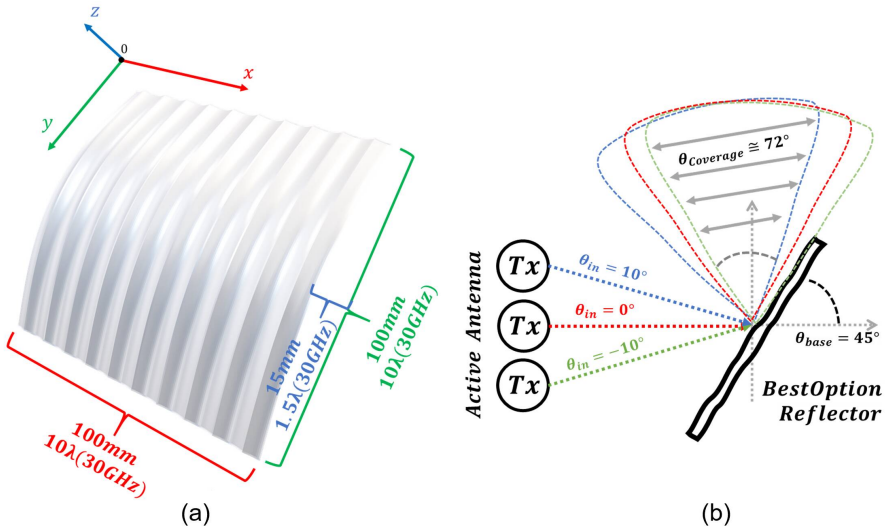 z
0
x
y
15mm
1.5λ(30GHz)
100mm
10λ(30GHz)
100mm
10λ(30GHz)
(a)
θCoverage ≅ 72°
Active Antenna
Tx
θin = 10°
Tx
θin = 0°
Tx
θin = −10°
θbase = 45°
BestOption
Reflector
(b)